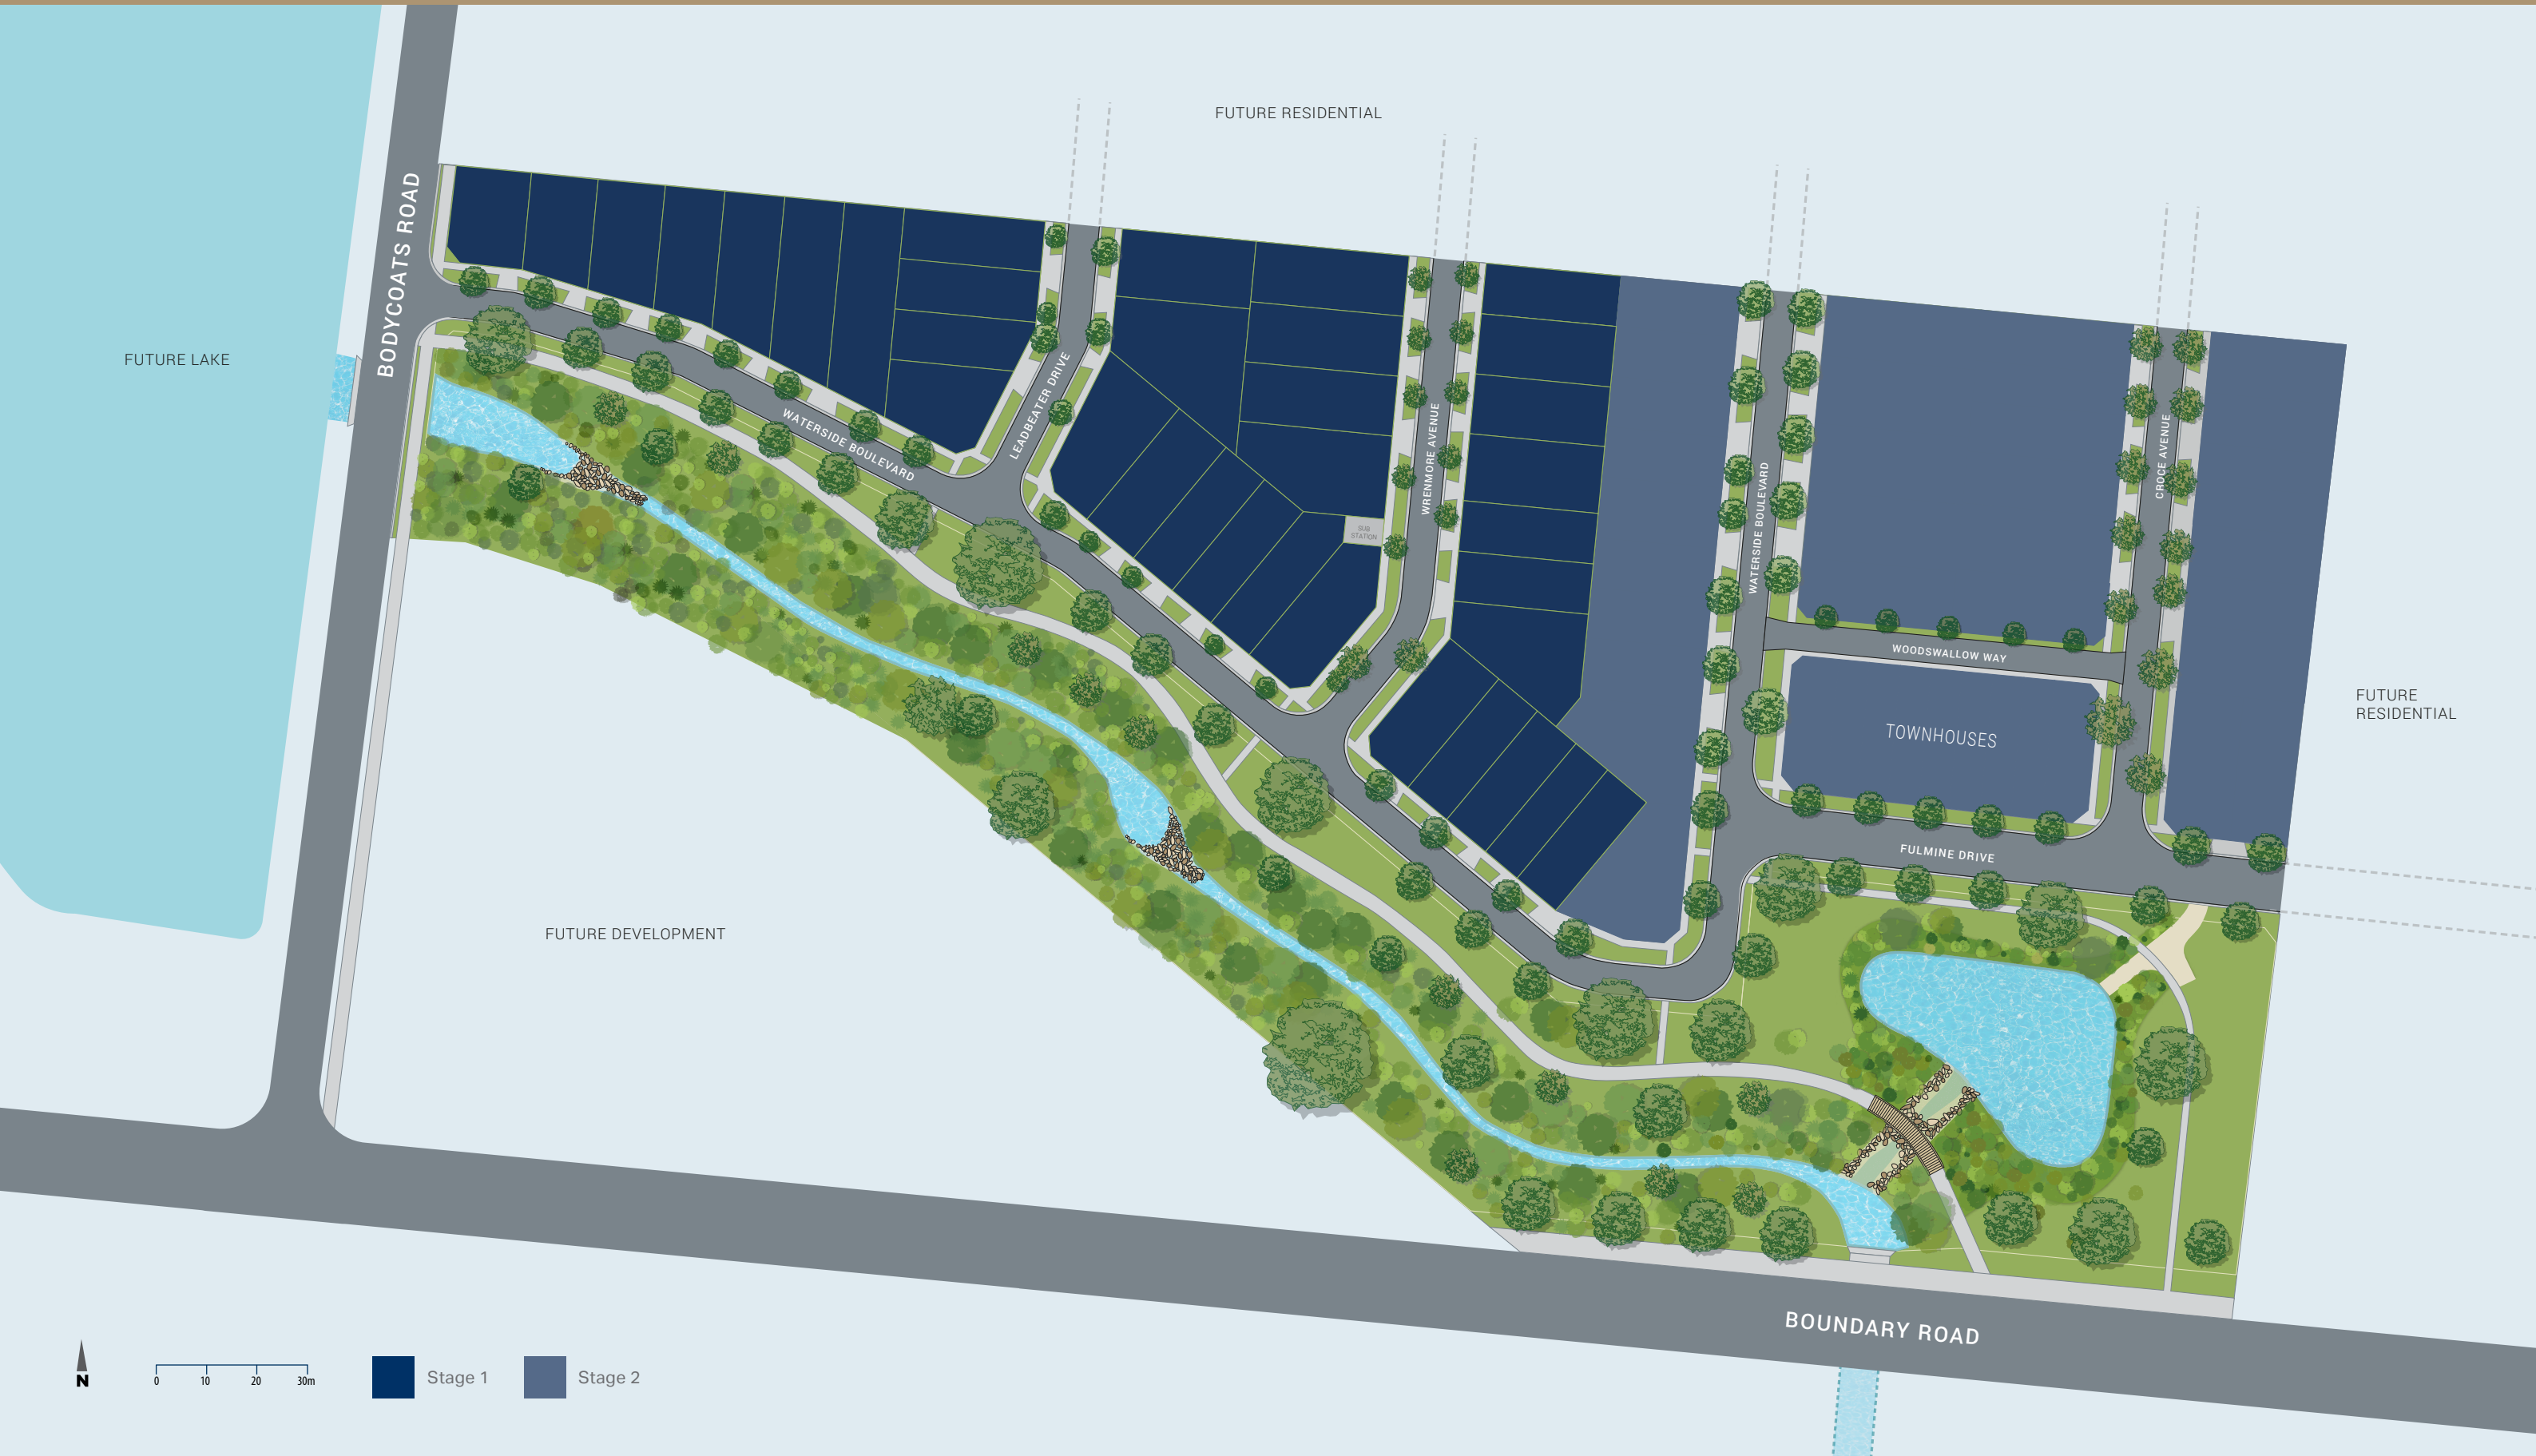 FUTURE RESIDENTIAL
BODYCOATS ROAD
FUTURE LAKE
WATERSIDE BOULEVARD
LEADBEATER DRIVE
WRENMORE AVENUE
SUB
STATION
WATERSIDE BOULEVARD
CROCE AVENUE
WOODSWALLOW WAY
FUTURE
RESIDENTIAL
TOWNHOUSES
FULMINE DRIVE
FUTURE DEVELOPMENT
BOUNDARY ROAD
N
0 10 20 30m
Stage 1
Stage 2